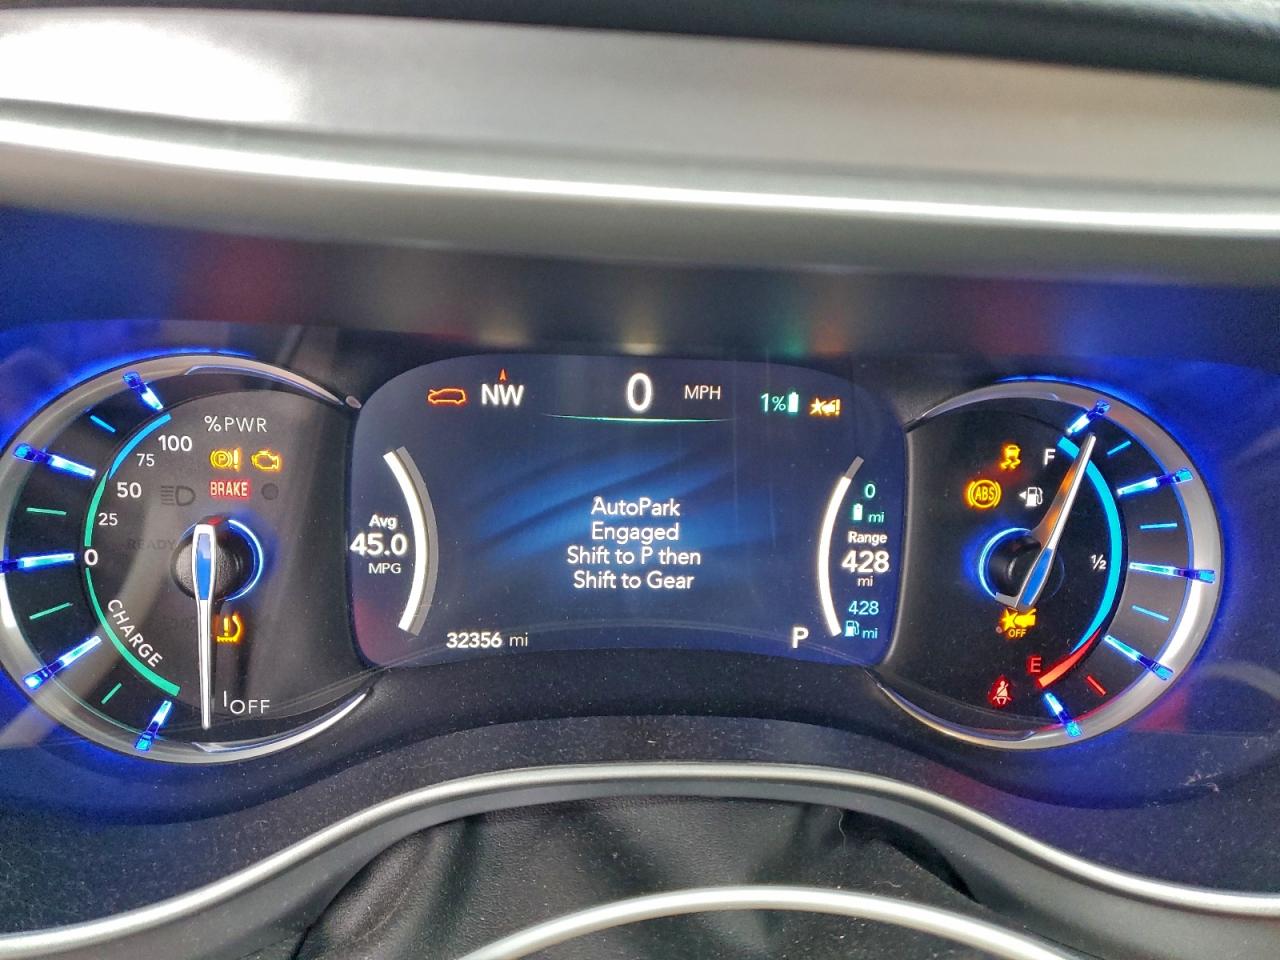 NW
0 MPH
1%
%PWR
100
75
50
25
0
CHARGE
BRAKE
READY
OFF
Avg
45.0
MPG
AutoPark
Engaged
Shift to P then
Shift to Gear
32356 mi
P
0
mi
Range
428
mi
428
mi
F
ABS
1/2
OFF
E